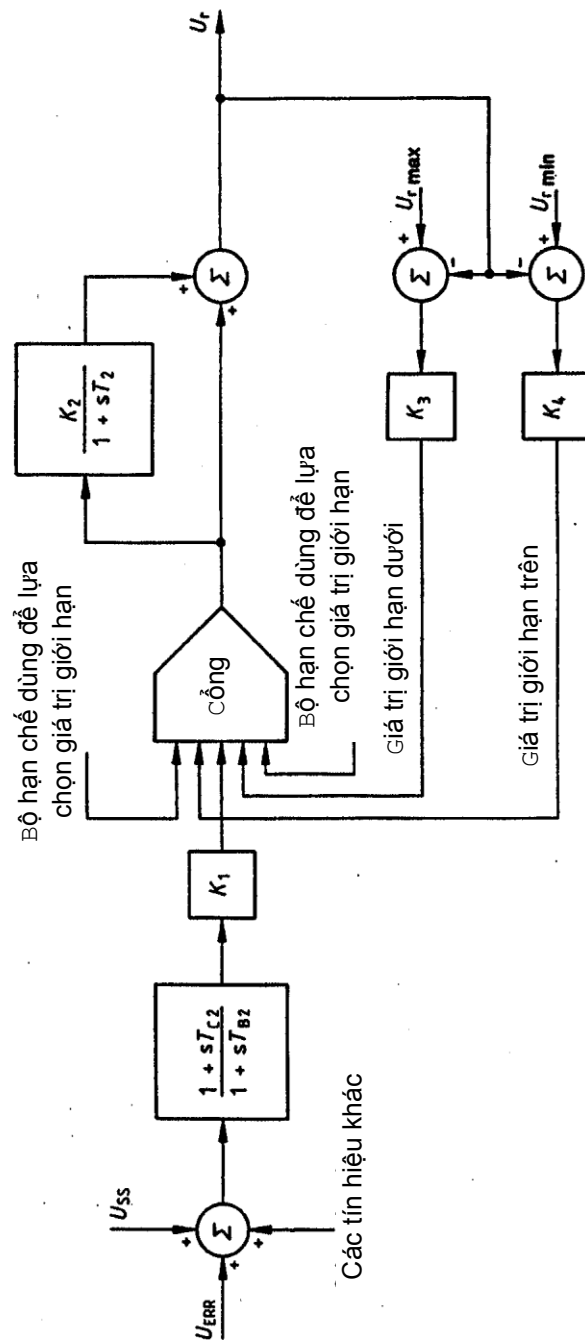 U_ERR
+
U_SS
+
+
Σ
Các tín hiệu khác
1 + sT_C2
1 + sT_B2
K_1
Bộ hạn chế dùng để lựa
chọn giá trị giới hạn
Cổng
Bộ hạn chế dùng để lựa
chọn giá trị giới hạn
Giá trị giới hạn dưới
Giá trị giới hạn trên
K_2
1 + sT_2
+
+
Σ
U_r
K_3
Σ
+
-
U_r max
K_4
Σ
+
-
U_r min